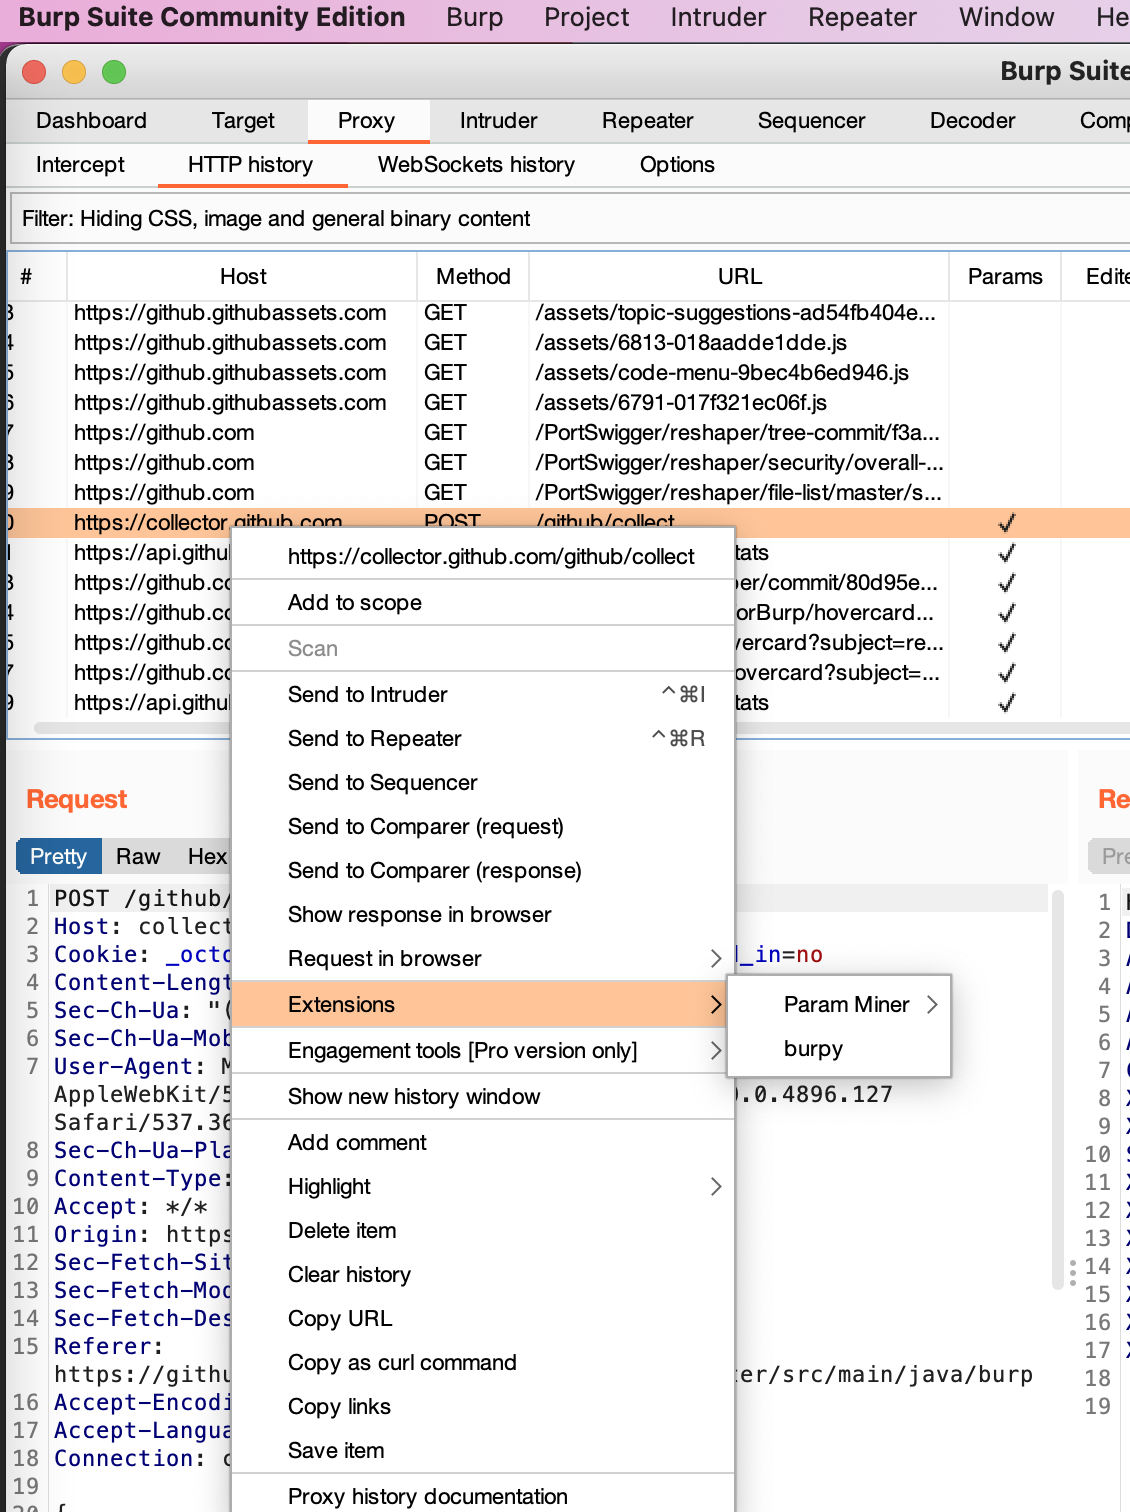 Burp Suite Community Edition Burp Project Intruder Repeater Window He
Burp Suite
Dashboard Target Proxy Intruder Repeater Sequencer Decoder Comp
Intercept HTTP history WebSockets history Options
Filter: Hiding CSS, image and general binary content
# Host Method URL Params Edite
3 https://github.githubassets.com GET /assets/topic-suggestions-ad54fb404e...
4 https://github.githubassets.com GET /assets/6813-018aadde1dde.js
5 https://github.githubassets.com GET /assets/code-menu-9bec4b6ed946.js
6 https://github.githubassets.com GET /assets/6791-017f321ec06f.js
7 https://github.com GET /PortSwigger/reshaper/tree-commit/f3a...
8 https://github.com GET /PortSwigger/reshaper/security/overall-...
9 https://github.com GET /PortSwigger/reshaper/file-list/master/s...
0 https://collector.github.com POST /github/collect ✓
1 https://api.githu tats ✓
3 https://github.co er/commit/80d95e... ✓
4 https://github.co orBurp/hovercard... ✓
5 https://github.co vercard?subject=re... ✓
7 https://github.co overcard?subject=... ✓
9 https://api.githu tats ✓
https://collector.github.com/github/collect
Add to scope
Scan
Send to Intruder ^⌘I
Send to Repeater ^⌘R
Send to Sequencer
Send to Comparer (request)
Send to Comparer (response)
Show response in browser
Request in browser >
Extensions >
Engagement tools [Pro version only] >
Show new history window
Add comment
Highlight >
Delete item
Clear history
Copy URL
Copy as curl command
Copy links
Save item
Proxy history documentation
Param Miner >
burpy
Request
Pretty Raw Hex
1 POST /github/
2 Host: collect
3 Cookie: _octo d_in=no
4 Content-Lengt
5 Sec-Ch-Ua: "(
6 Sec-Ch-Ua-Mob
7 User-Agent: M
AppleWebKit/5 .0.4896.127
Safari/537.36
8 Sec-Ch-Ua-Pla
9 Content-Type:
10 Accept: */*
11 Origin: https
12 Sec-Fetch-Sit
13 Sec-Fetch-Mod
14 Sec-Fetch-Des
15 Referer:
https://githu ter/src/main/java/burp
16 Accept-Encodi
17 Accept-Langua
18 Connection: c
19
20 {
Re
Pre
1
2
3
4
5
6
7
8
9
10
11
12
13
14
15
16
17
18
19